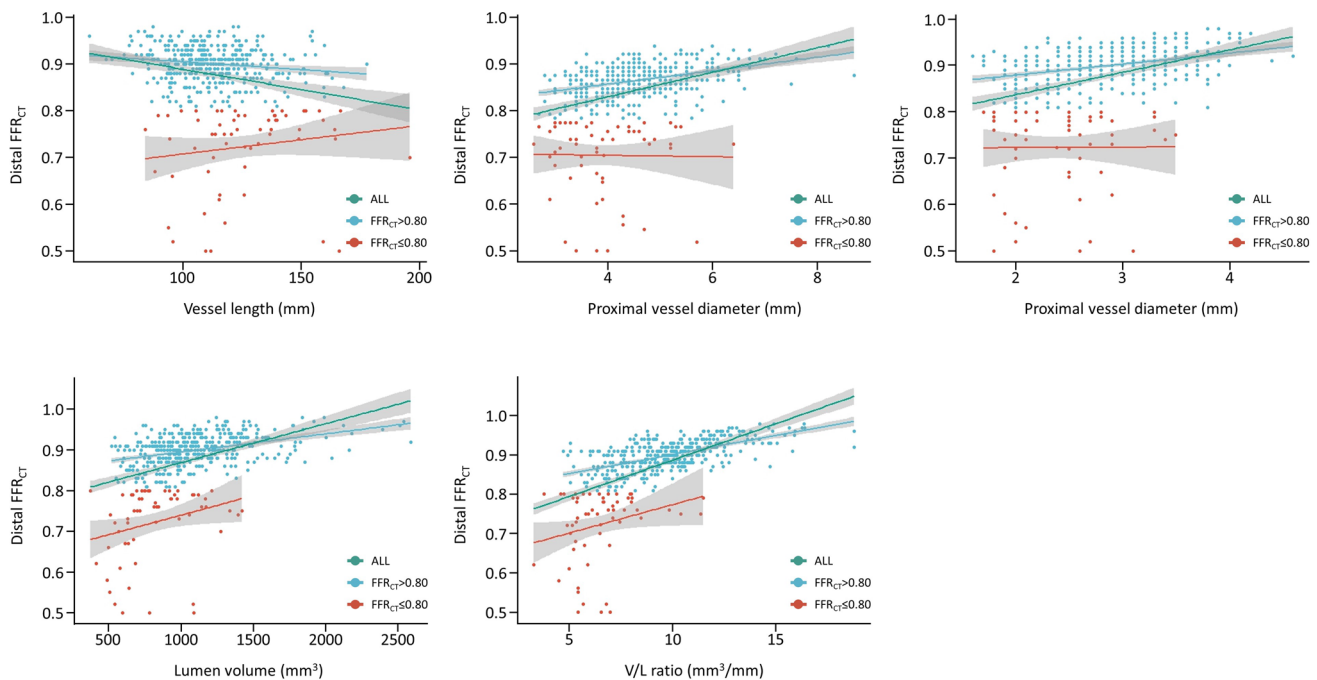 Distal FFRCT
1.0
0.9
0.8
0.7
0.6
0.5
ALL
FFRCT>0.80
FFRCT≤0.80
100
150
200
Vessel length (mm)
Distal FFRCT
1.0
0.9
0.8
0.7
0.6
0.5
ALL
FFRCT>0.80
FFRCT≤0.80
4
6
8
Proximal vessel diameter (mm)
Distal FFRCT
1.0
0.9
0.8
0.7
0.6
0.5
ALL
FFRCT>0.80
FFRCT≤0.80
2
3
4
Proximal vessel diameter (mm)
Distal FFRCT
1.0
0.9
0.8
0.7
0.6
0.5
ALL
FFRCT>0.80
FFRCT≤0.80
500
1000
1500
2000
2500
Lumen volume (mm³)
Distal FFRCT
1.0
0.9
0.8
0.7
0.6
0.5
ALL
FFRCT>0.80
FFRCT≤0.80
5
10
15
V/L ratio (mm³/mm)